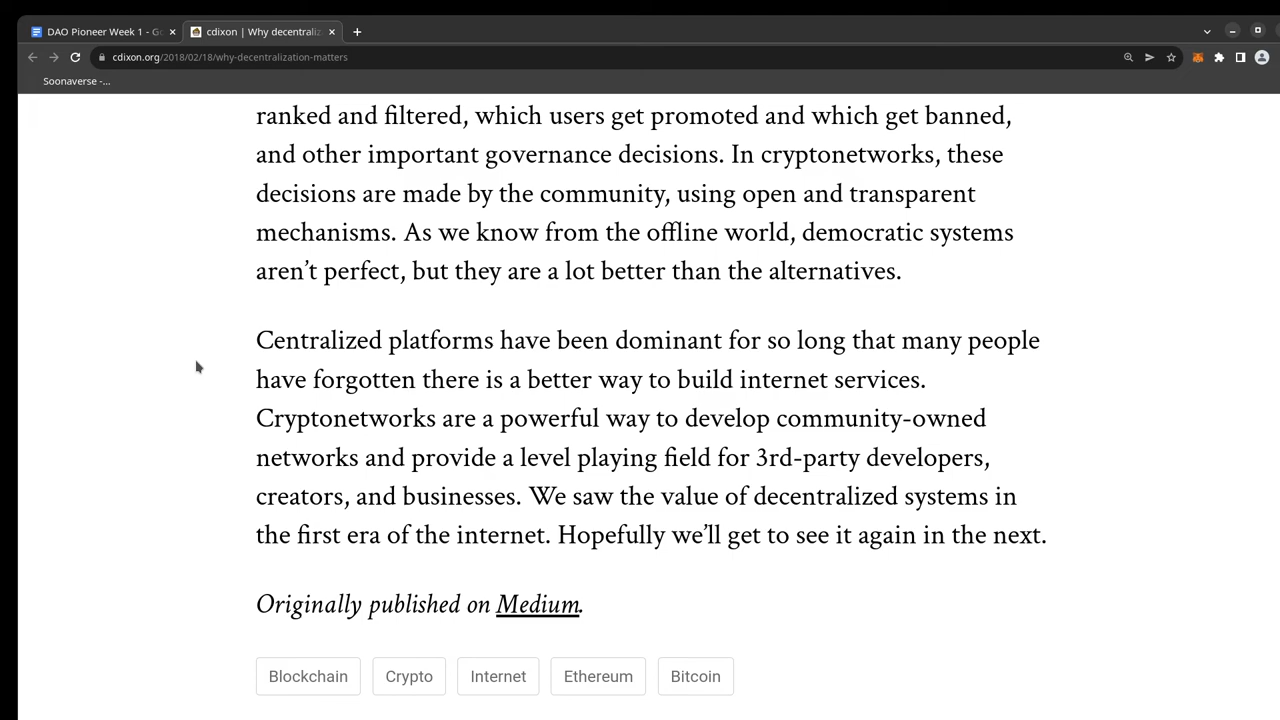 DAO Pioneer Week 1 - Go
cdixon | Why decentraliz
cdixon.org/2018/02/18/why-decentralization-matters
Soonaverse -...
ranked and filtered, which users get promoted and which get banned,
and other important governance decisions. In cryptonetworks, these
decisions are made by the community, using open and transparent
mechanisms. As we know from the offline world, democratic systems
aren’t perfect, but they are a lot better than the alternatives.
Centralized platforms have been dominant for so long that many people
have forgotten there is a better way to build internet services.
Cryptonetworks are a powerful way to develop community-owned
networks and provide a level playing field for 3rd-party developers,
creators, and businesses. We saw the value of decentralized systems in
the first era of the internet. Hopefully we’ll get to see it again in the next.
Originally published on Medium.
Blockchain Crypto Internet Ethereum Bitcoin